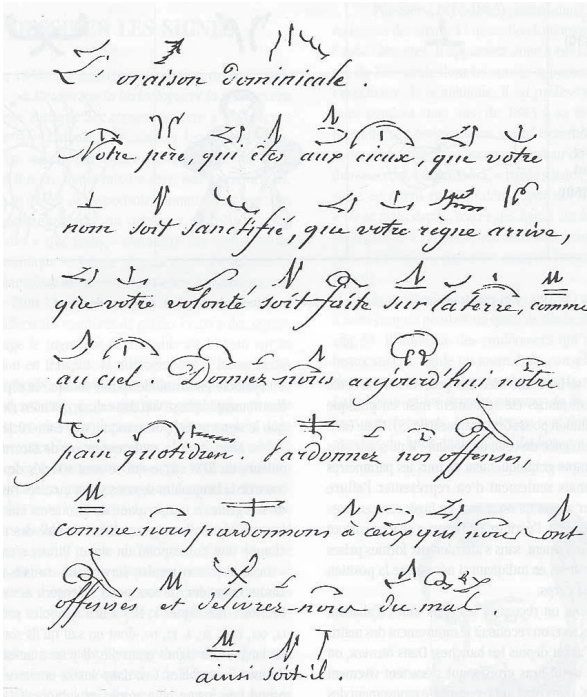 L'oraison dominicale
Notre père, qui êtes aux cieux, que votre
nom soit sanctifié, que votre règne arrive,
que votre volonté, soit faite sur la terre, comme
au ciel. Donnez-nous aujourd'hui notre
pain quotidien. Pardonnez nos offenses
comme nous pardonnons à ceux qui nous ont
offensés et délivrez-nous du mal.
ainsi soit il